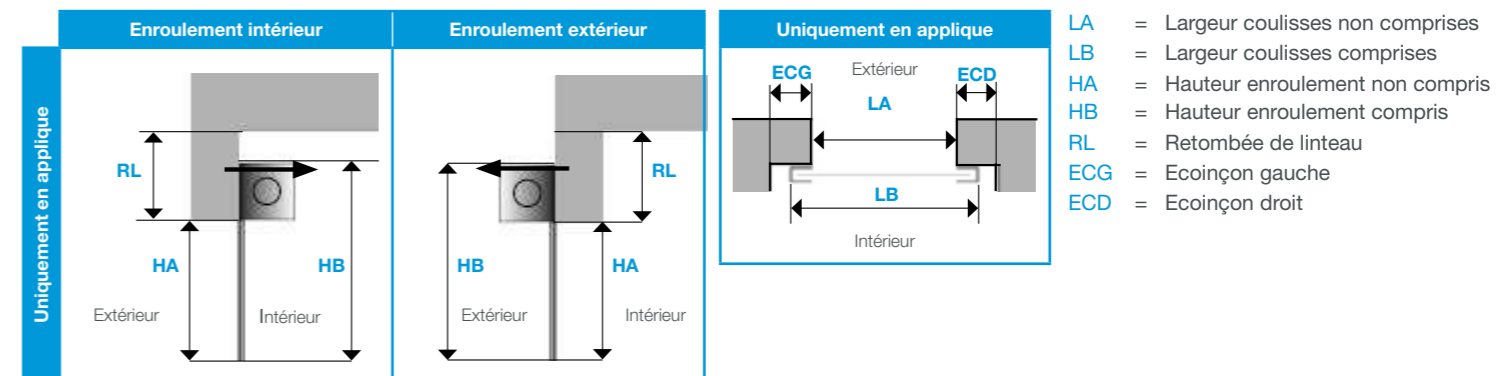 Enroulement intérieur
Enroulement extérieur
Uniquement en applique
RL
HA
HB
Extérieur
Intérieur
RL
HB
HA
Extérieur
Intérieur
Uniquement en applique
ECG
Extérieur
ECD
LA
LB
Intérieur
LA = Largeur coulisses non comprises
LB = Largeur coulisses comprises
HA = Hauteur enroulement non compris
HB = Hauteur enroulement compris
RL = Retombée de linteau
ECG = Ecoinçon gauche
ECD = Ecoinçon droit